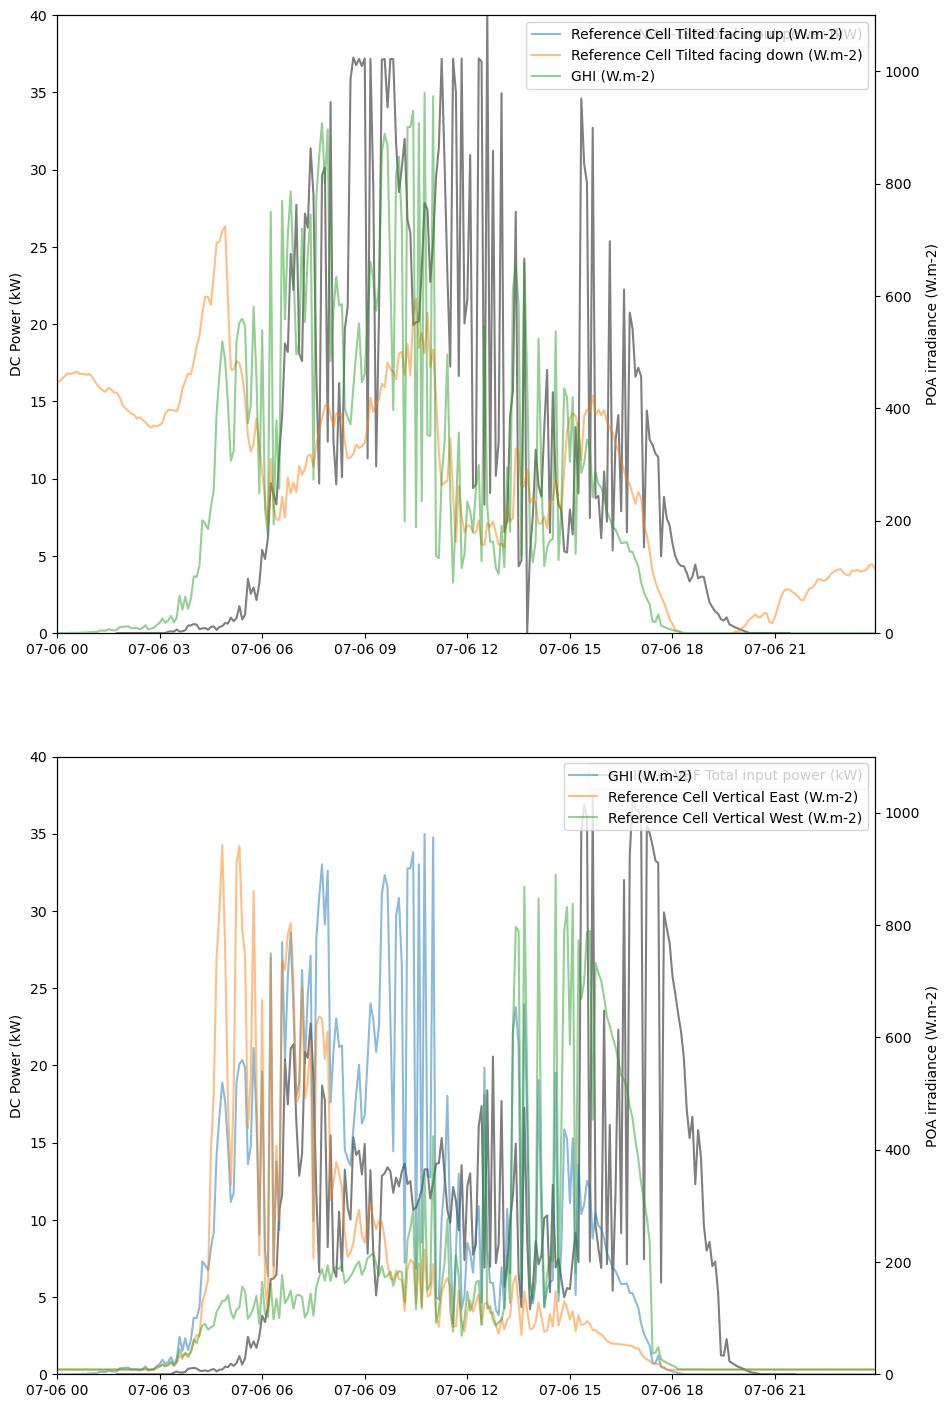 40
35
30
25
20
15
10
5
0
DC Power (kW)
Reference Cell Tilted facing up (W.m-2)
Reference Cell Tilted facing down (W.m-2)
GHI (W.m-2)
1000
800
600
400
200
0
POA irradiance (W.m-2)
07-06 00 07-06 03 07-06 06 07-06 09 07-06 12 07-06 15 07-06 18 07-06 21
40
35
30
25
20
15
10
5
0
DC Power (kW)
Total input power (kW)
GHI (W.m-2)
Reference Cell Vertical East (W.m-2)
Reference Cell Vertical West (W.m-2)
1000
800
600
400
200
0
POA irradiance (W.m-2)
07-06 00 07-06 03 07-06 06 07-06 09 07-06 12 07-06 15 07-06 18 07-06 21